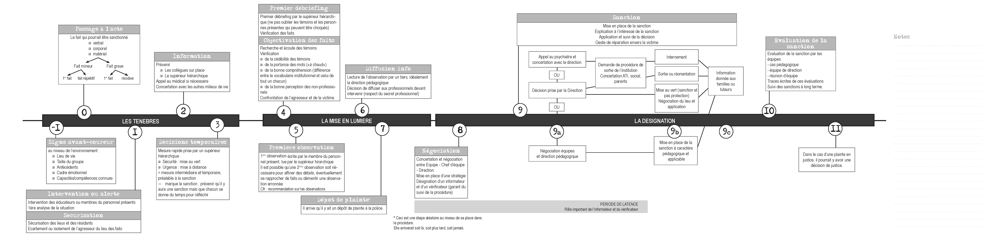 Passage à l'acte
Le fait qui pourrait être sanctionné
verbal
corporel
matériel
Fait mineur
Fait grave
1er fait
fait répétitif
1er fait
récidive
0
Information
Prévenir
Les collègues sur place
Le supérieur hiérarchique
Appel au médical si nécessaire
Concertation avec les autres milieux de vie
2
LES TENEBRES
-1
Signe avant-coureur
au niveau de l'environnement :
Lieu de vie
Taille du groupe
Antécédents
Cadre émotionnel
Capacités/compétences connues
1
Intervention ou alerte
Intervention des éducateurs ou membres du personnel présents
1ère analyse de la situation
Securisation
Sécurisation des lieux et des résidants
Ecartement ou isolement de l'agresseur du lieu des faits
3
Decisions temporaires
Mesure rapide prise par un supérieur
hiérarchqiue :
Sécurité : mise au vert
Urgence : mise à distance
= mesure intermédiaire et temporaire,
préalable à la sanction
⇨ marque la sanction : prévenir qu'il y
aura une sanction mais que chacun se
donne du temps pour réfléchir
Premier debriefing
Premier débriefing par le supérieur hiérarchi-
que (ne pas oublier les témoins et les person-
nes présentes qui peuvent être choqués)
Vérification des faits
Objectivation des faits
Recherche et écoute des témoins
Vérification
de la cédibilité des témoins
de la portance des mots («à chaud»)
de la bonne compréhension (différence
entre le vocabulaire institutionnel et celui de
tout un chacun)
de la bonne perception des non-professio-
nels
Confrontation de l'agresseur et de la victime.
4
Diffusion info
Lecture de l'observation par un tiers, idéalement
la direction pédagogique.
Décision de diffuser aux professionnels devant
intervenir (respect du secret professionnel)
6
LA MISE EN LUMIERE
5
Premiere observation
1ère observation écrite par le membre du person-
nel présent, lue par le supérieur hirarchique
Il est possible qu'une 2ème observation soit né-
cessaire pour affiner des détails, éventuellement
se rapprocher de faits ou démentir une observa-
tion erronnée
Cfr : recommandation sur les observations
7
Dépot de plainte*
Il arrive qu'il y ait un dépôt de plainte à la police.
Sanction
Mise en place de la sanction
Explication à l'intéressé de la sanction
Application et suivi de la décision
Geste de réparation envers la victime
9
Appel au psychiatre et
concertation avec la direction.
OU
Décision prise par la Direction
OU
Demande de procédure de
sortie de l'institution
Concertation ATI, social,
parents
Internement
Sortie ou réorientation
Mise au vert (sanction et
pas protection)
Négociation du lieu et
application
Information
donnée aux
familles ou
tuteurs
Evaluation de la
sanction
Evaluation de la sanction par les
équipes :
- cas pédagogique
- équipe de direction
- réunion d'équipe
Traces écrites de ces évaluations
Suivi des sanctions à long terme.
10
LA DESIGNATION
8
Négociation
Concertation et négociation
entre Equipe - Chef d'équipe
- Direction.
Mise en place d'une stratégie
Désignation d'un informateur
et d'un vérificateur (garant du
suivi de la procédure)
9a
Négociation équipes
et direction pédagogique
9b
Mise en place de la
sanction à caractère
pédagogique et
applicable
9c
11
Dans le cas d'une plainte en
justice, il pourrait y avoir une
décision de justice.
PERIODE DE LATENCE
Rôle important de l'informateur et du vérificateur
* Ceci est une étape aléatoire au niveau de sa place dans
la procédure.
Elle arriverait soit là, soit plus tard, soit jamais.
Notes